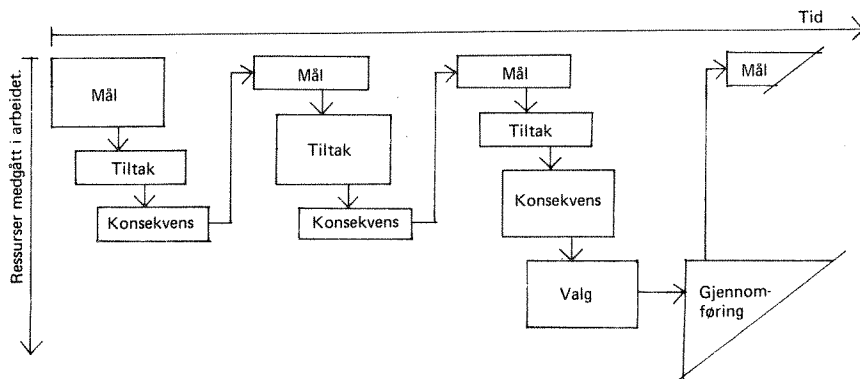 Tid
Ressurser medgått i arbeidet.
Mål
Tiltak
Konsekvens
Mål
Tiltak
Konsekvens
Mål
Tiltak
Konsekvens
Valg
Mål
Gjennom-
føring